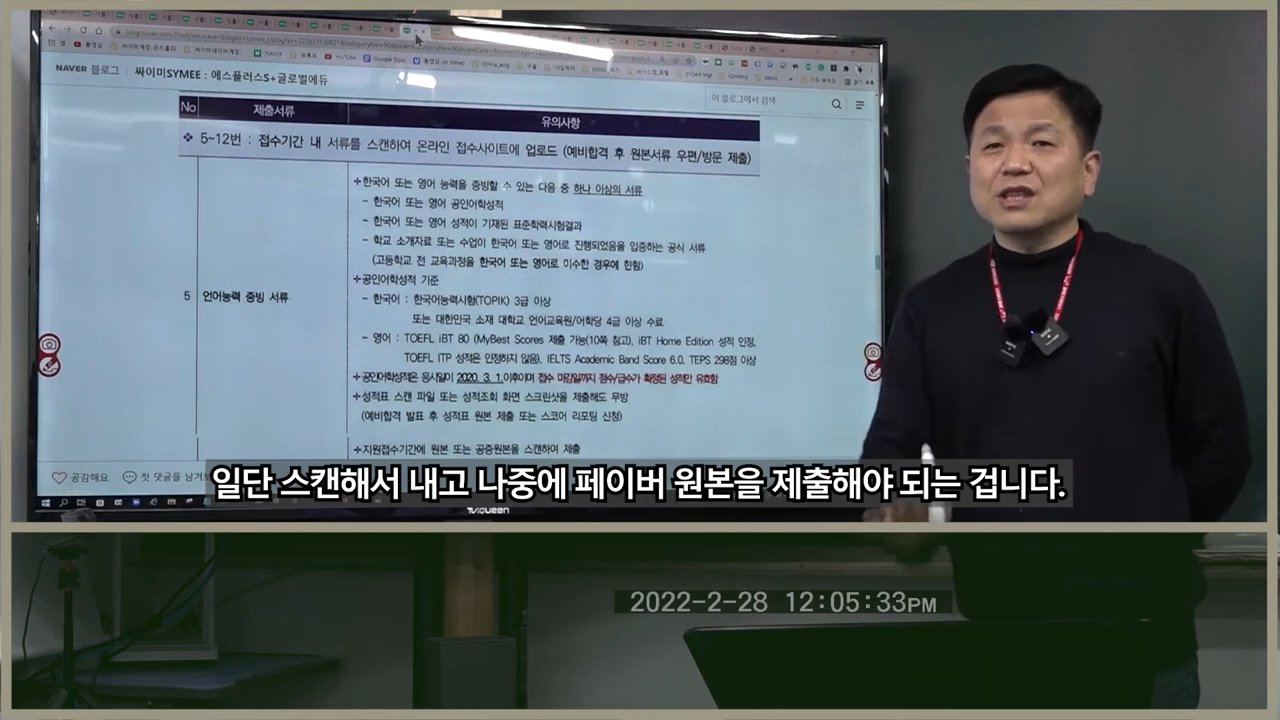 NAVER 블로그
싸이미SYMEE : 에스플러스S+글로벌에듀
이 블로그에서 검색
No 제출서류 유의사항
❖ 5~12번 : 접수기간 내 서류를 스캔하여 온라인 접수사이트에 업로드 (예비합격 후 원본서류 우편/방문 제출)
5 언어능력 증빙 서류
✢한국어 또는 영어 능력을 증빙할 수 있는 다음 중 하나 이상의 서류
- 한국어 또는 영어 공인어학성적
- 한국어 또는 영어 성적이 기재된 표준학력시험결과
- 학교 소개자료 또는 수업이 한국어 또는 영어로 진행되었음을 입증하는 공식 서류
(고등학교 전 교육과정을 한국어 또는 영어로 이수한 경우에 한함)
✢공인어학성적 기준
- 한국어 : 한국어능력시험(TOPIK) 3급 이상
또는 대한민국 소재 대학교 언어교육원/어학당 4급 이상 수료
- 영어 : TOEFL iBT 80 (MyBest Scores 제출 가능(10쪽 참고), iBT Home Edition 성적 인정,
TOEFL ITP 성적은 인정하지 않음), IELTS Academic Band Score 6.0, TEPS 298점 이상
✢공인어학성적은 응시일이 2020. 3. 1.이후이며 접수 마감일까지 점수/급수가 확정된 성적만 유효함
✢성적표 스캔 파일 또는 성적조회 화면 스크린샷을 제출해도 무방
(예비합격 발표 후 성적표 원본 제출 또는 스코어 리포팅 신청)
✢지원접수기간에 원본 또는 공증원본을 스캔하여 제출
공감해요 첫 댓글을 남겨보
일단 스캔해서 내고 나중에 페이버 원본을 제출해야 되는 겁니다.
TVQUEEN
2022-2-28 12:05:33PM